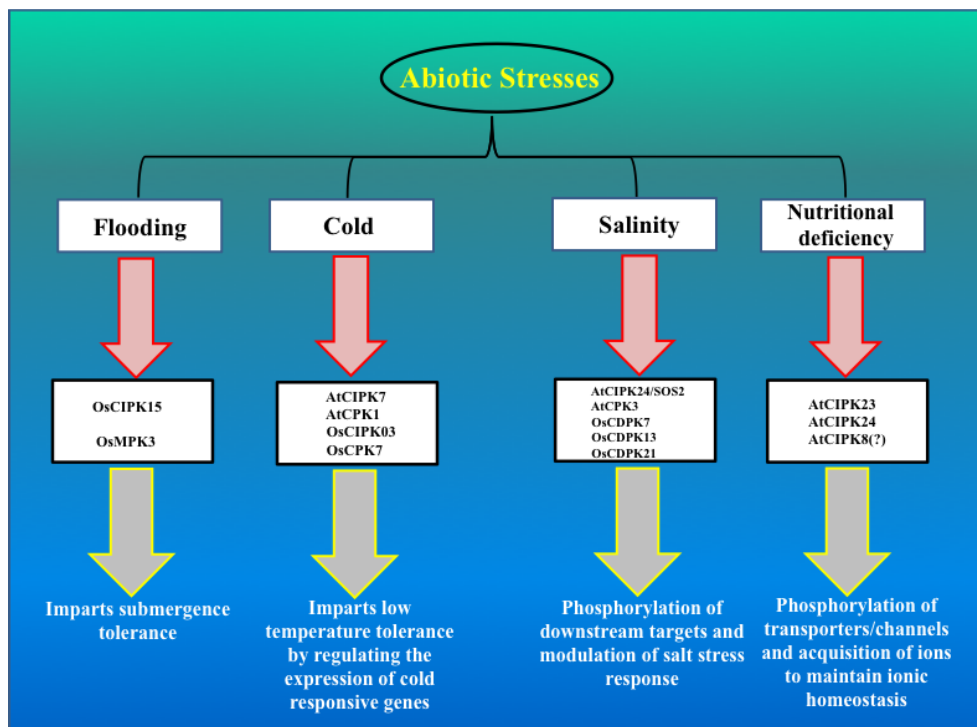 Abiotic Stresses
Flooding
Cold
Salinity
Nutritional
deficiency
OsCIPK15
OsMPK3
AtCIPK7
AtCPK1
OsCIPK03
OsCPK7
AtCIPK24/SOS2
AtCPK3
OsCDPK7
OsCDPK13
OsCDPK21
AtCIPK23
AtCIPK24
AtCIPK8(?)
Imparts submergence
tolerance
Imparts low
temperature tolerance
by regulating the
expression of cold
responsive genes
Phosphorylation of
downstream targets and
modulation of salt stress
response
Phosphorylation of
transporters/channels
and acquisition of ions
to maintain ionic
homeostasis